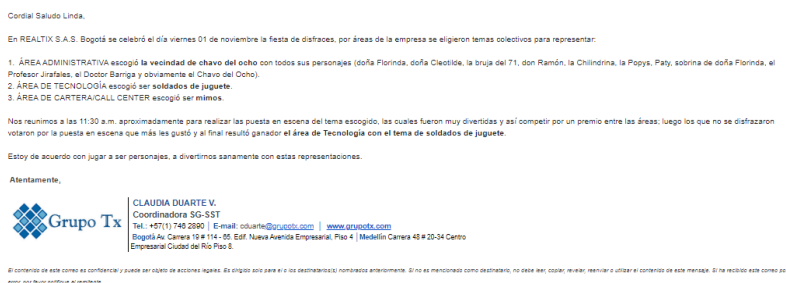 Cordial Saludo Linda,
En REALTIX S.A.S. Bogotá se celebró el día viernes 01 de noviembre la fiesta de disfraces, por áreas de la empresa se eligieron temas colectivos para representar:
1. ÁREA ADMINISTRATIVA escogió la vecindad de chavo del ocho con todos sus personajes (doña Florinda, doña Cleotilde, la bruja del 71, don Ramón, la Chilindrina, la Popys, Paty, sobrina de doña Florinda, el
Profesor Jirafales, el Doctor Barriga y obviamente el Chavo del Ocho).
2. ÁREA DE TECNOLOGÍA escogió ser soldados de juguete.
3. ÁREA DE CARTERA/CALL CENTER escogió ser mimos.
Nos reunimos a las 11:30 a.m. aproximadamente para realizar las puesta en escena del tema escogido, las cuales fueron muy divertidas y así competir por un premio entre las áreas; luego los que no se disfrazaron
votaron por la puesta en escena que más les gustó y al final resultó ganador el área de Tecnología con el tema de soldados de juguete.
Estoy de acuerdo con jugar a ser personajes, a divertirnos sanamente con estas representaciones.
Atentamente,
Grupo Tx
CLAUDIA DUARTE V.
Coordinadora SG-SST
Tel.: +57(1) 746 2890 | E-mail: cduarte@grupotx.com | www.grupotx.com
Bogotá Av. Carrera 19 # 114 - 65. Edif. Nueva Avenida Empresarial, Piso 4 | Medellín Carrera 48 # 20-34 Centro
Empresarial Ciudad del Río Piso 8.
El contenido de este correo es confidencial y puede ser objeto de acciones legales. Es dirigido solo para el o los destinatarios(s) nombrados anteriormente. Si no es mencionado como destinatario, no debe leer, copiar, revelar, reenviar o utilizar el contenido de este mensaje. Si ha recibido este correo po
error, por favor notifique al remitente